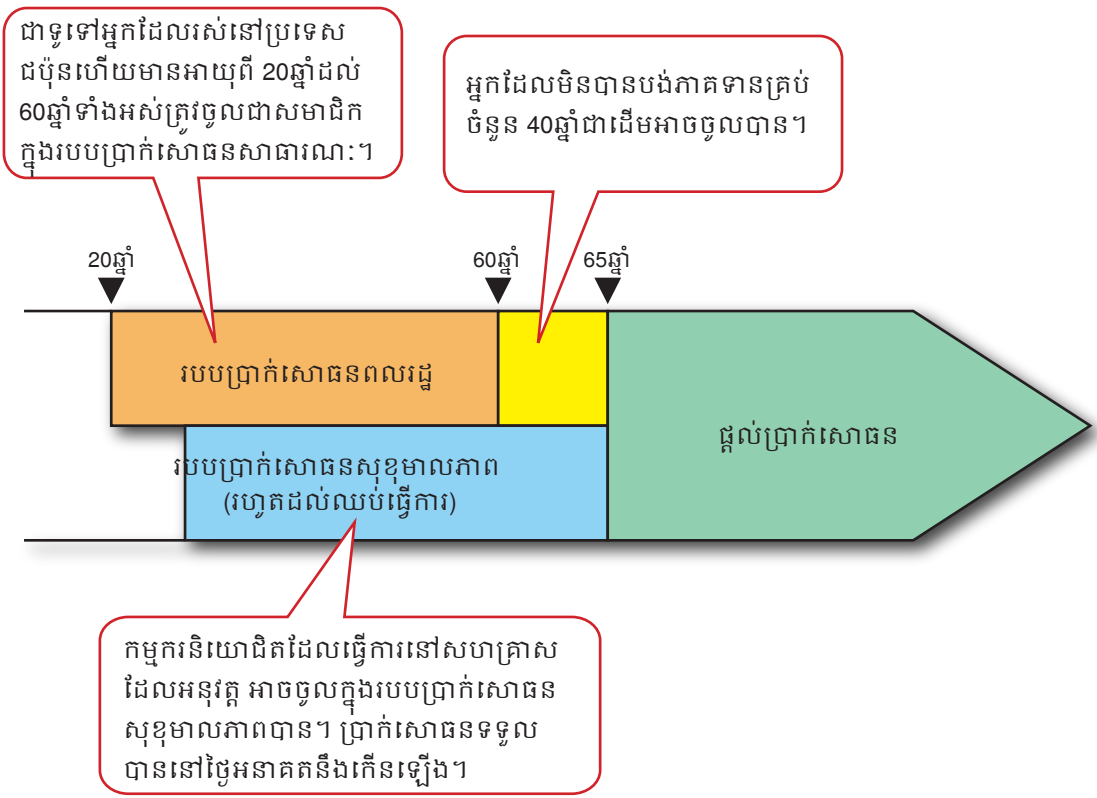 ជាទូទៅអ្នកដែលរស់នៅប្រទេស
ជប៉ុនហើយមានអាយុពី 20ឆ្នាំដល់
60ឆ្នាំទាំងអស់ត្រូវចូលជាសមាជិក
ក្នុងរបបប្រាក់សោធនសាធារណៈ។
អ្នកដែលមិនបានបង់ភាគទានគ្រប់
ចំនួន 40ឆ្នាំជាដើមអាចចូលបាន។
20ឆ្នាំ
60ឆ្នាំ
65ឆ្នាំ
របបប្រាក់សោធនពលរដ្ឋ
របបប្រាក់សោធនសុខុមាលភាព
(រហូតដល់ឈប់ធ្វើការ)
ផ្តល់ប្រាក់សោធន
កម្មករនិយោជិតដែលធ្វើការនៅសហគ្រាស
ដែលអនុវត្ត អាចចូលក្នុងរបបប្រាក់សោធន
សុខុមាលភាពបាន។ ប្រាក់សោធនទទួល
បាននៅថ្ងៃអនាគតនឹងកើនឡើង។